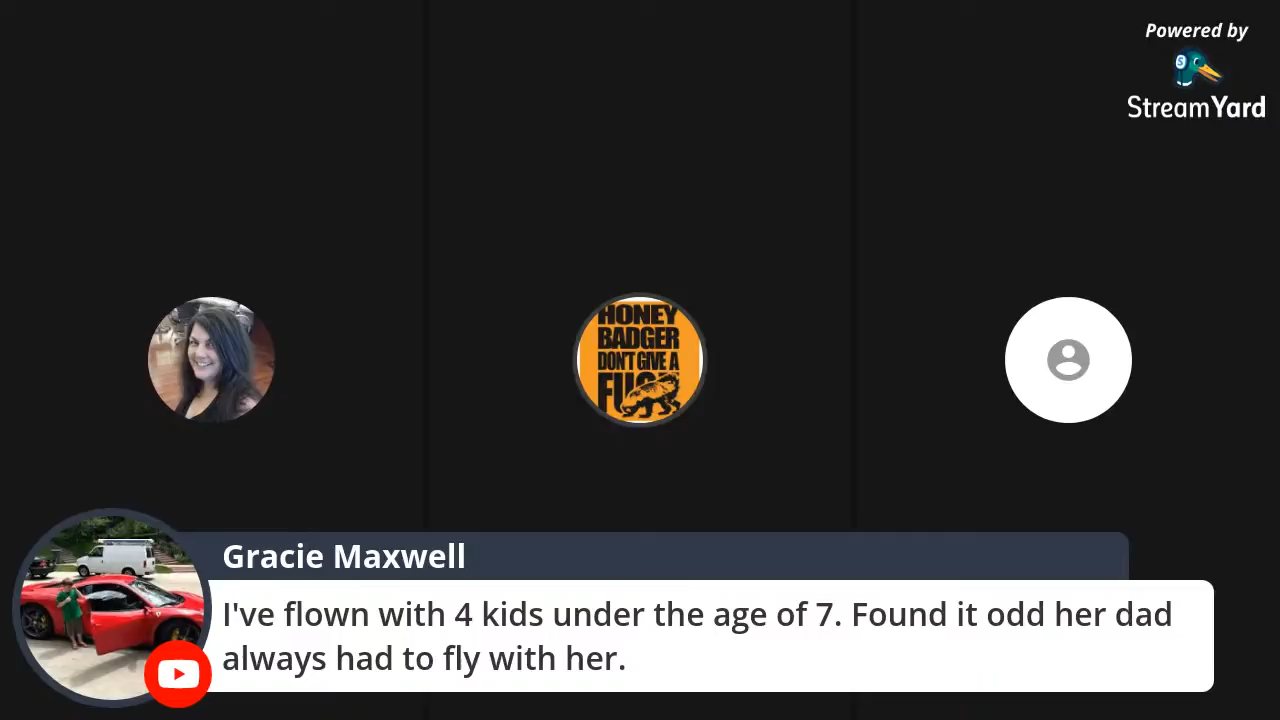 Powered by
StreamYard
HONEY
BADGER
DON'T GIVE A
Gracie Maxwell
I've flown with 4 kids under the age of 7. Found it odd her dad
always had to fly with her.